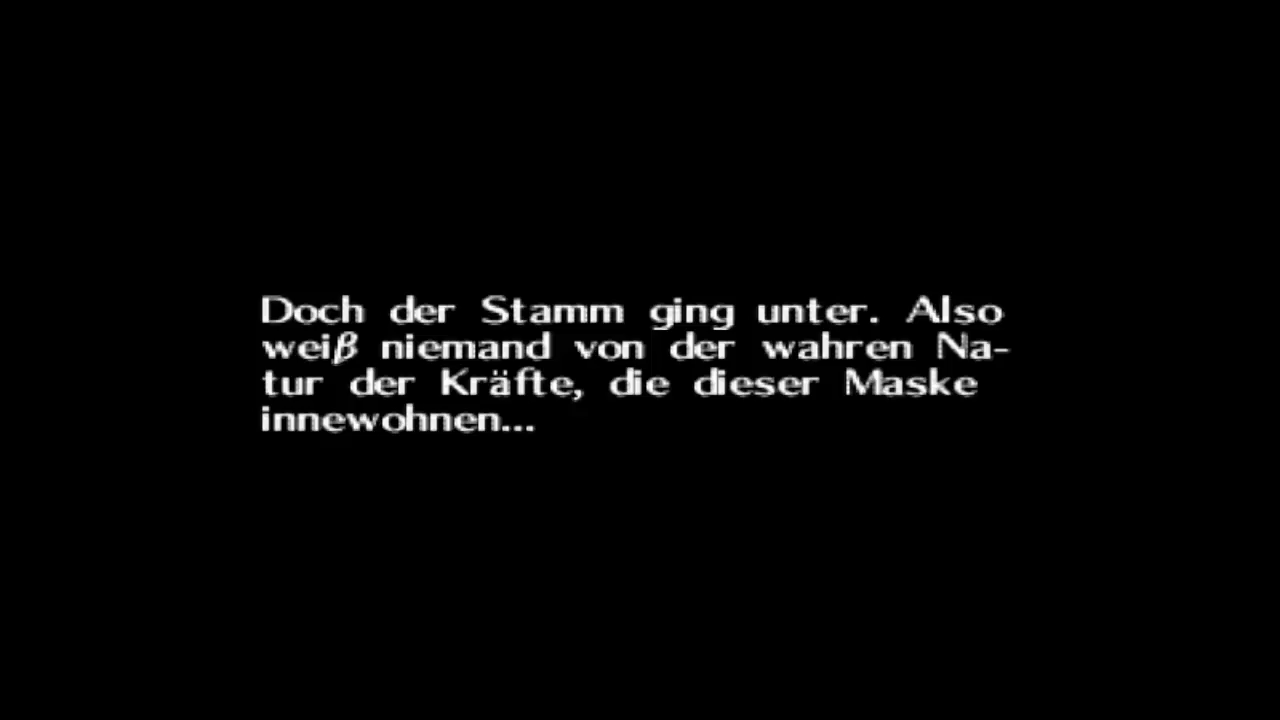 Doch der Stamm ging unter. Also
weiß niemand von der wahren Na-
tur der Kräfte, die dieser Maske
innewohnen...